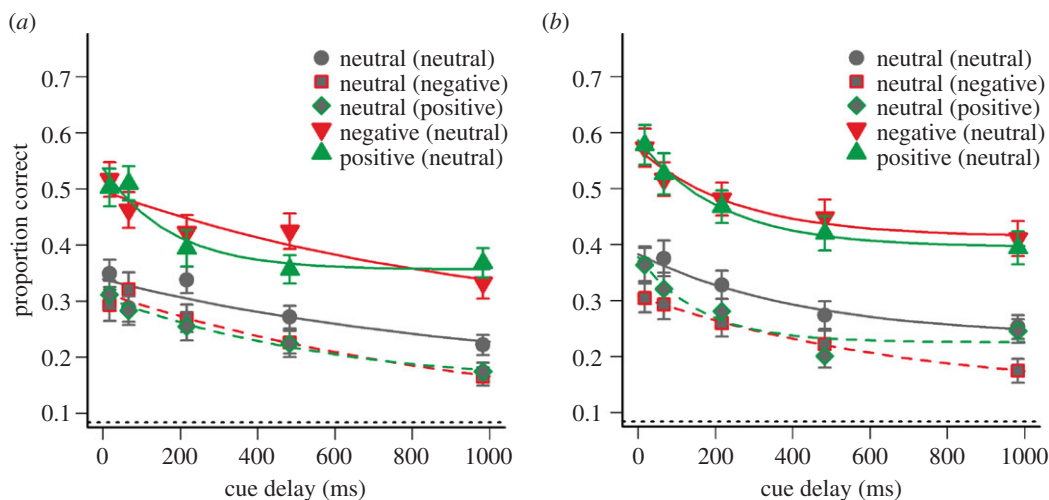 (a)
neutral (neutral)
neutral (negative)
neutral (positive)
negative (neutral)
positive (neutral)
0.7
0.6
0.5
0.4
0.3
0.2
0.1
proportion correct
0 200 400 600 800 1000
cue delay (ms)
(b)
neutral (neutral)
neutral (negative)
neutral (positive)
negative (neutral)
positive (neutral)
0.7
0.6
0.5
0.4
0.3
0.2
0.1
0 200 400 600 800 1000
cue delay (ms)